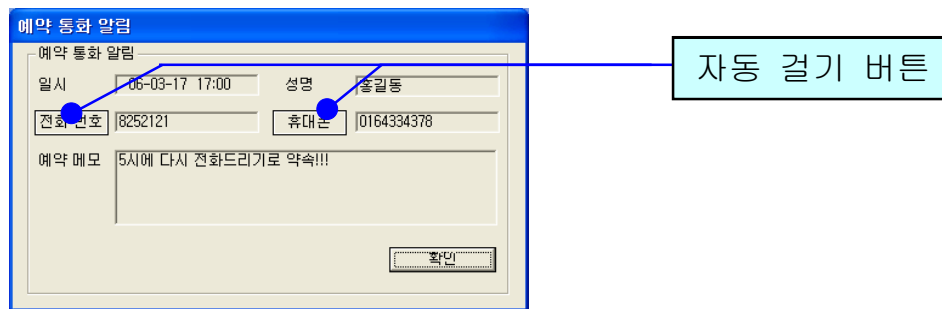 예약 통화 알림
예약 통화 알림
일시 06-03-17 17:00 성명 홍길동
전화 번호 8252121 휴대폰 0164334378
예약 메모 5시에 다시 전화드리기로 약속!!!
확인
자동 걸기 버튼